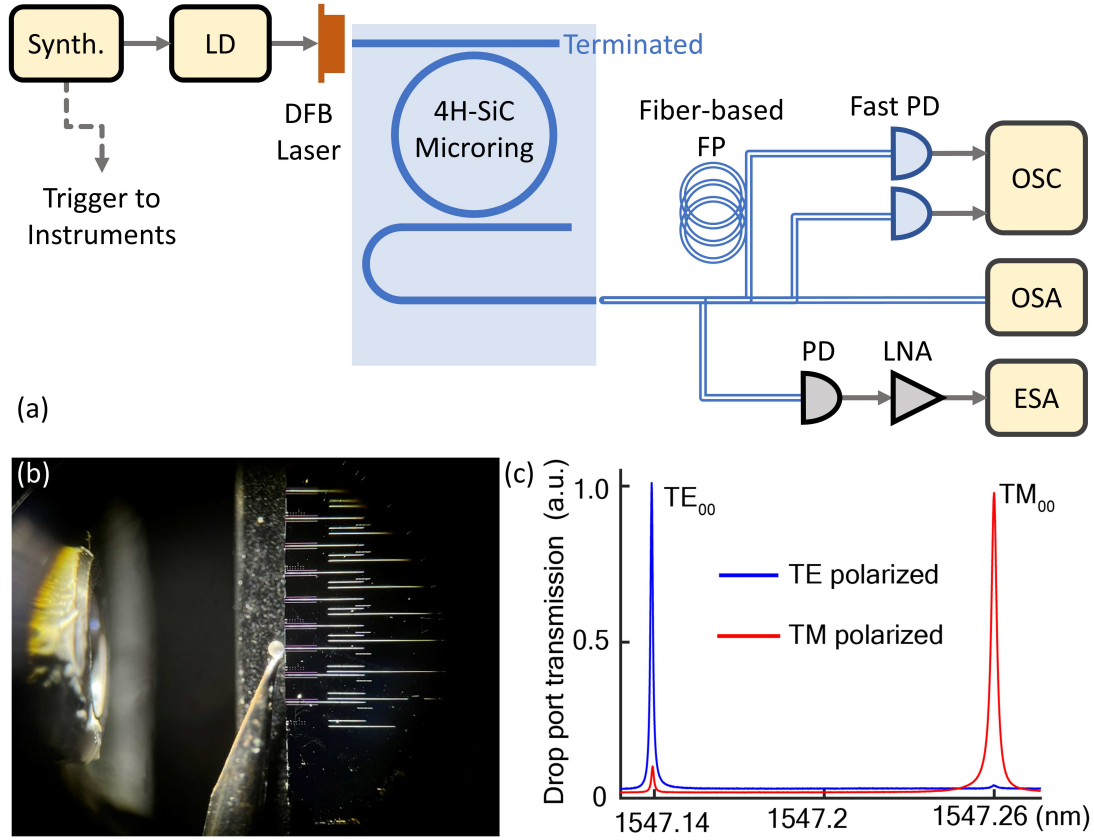 Synth.
LD
DFB
Laser
Trigger to
Instruments
Terminated
4H-SiC
Microring
Fiber-based
FP
Fast PD
OSC
OSA
PD
LNA
ESA
(a)
(b)
(c)
Drop port transmission (a.u.)
1.0
0.5
0
TE00
TM00
TE polarized
TM polarized
1547.14
1547.2
1547.26 (nm)